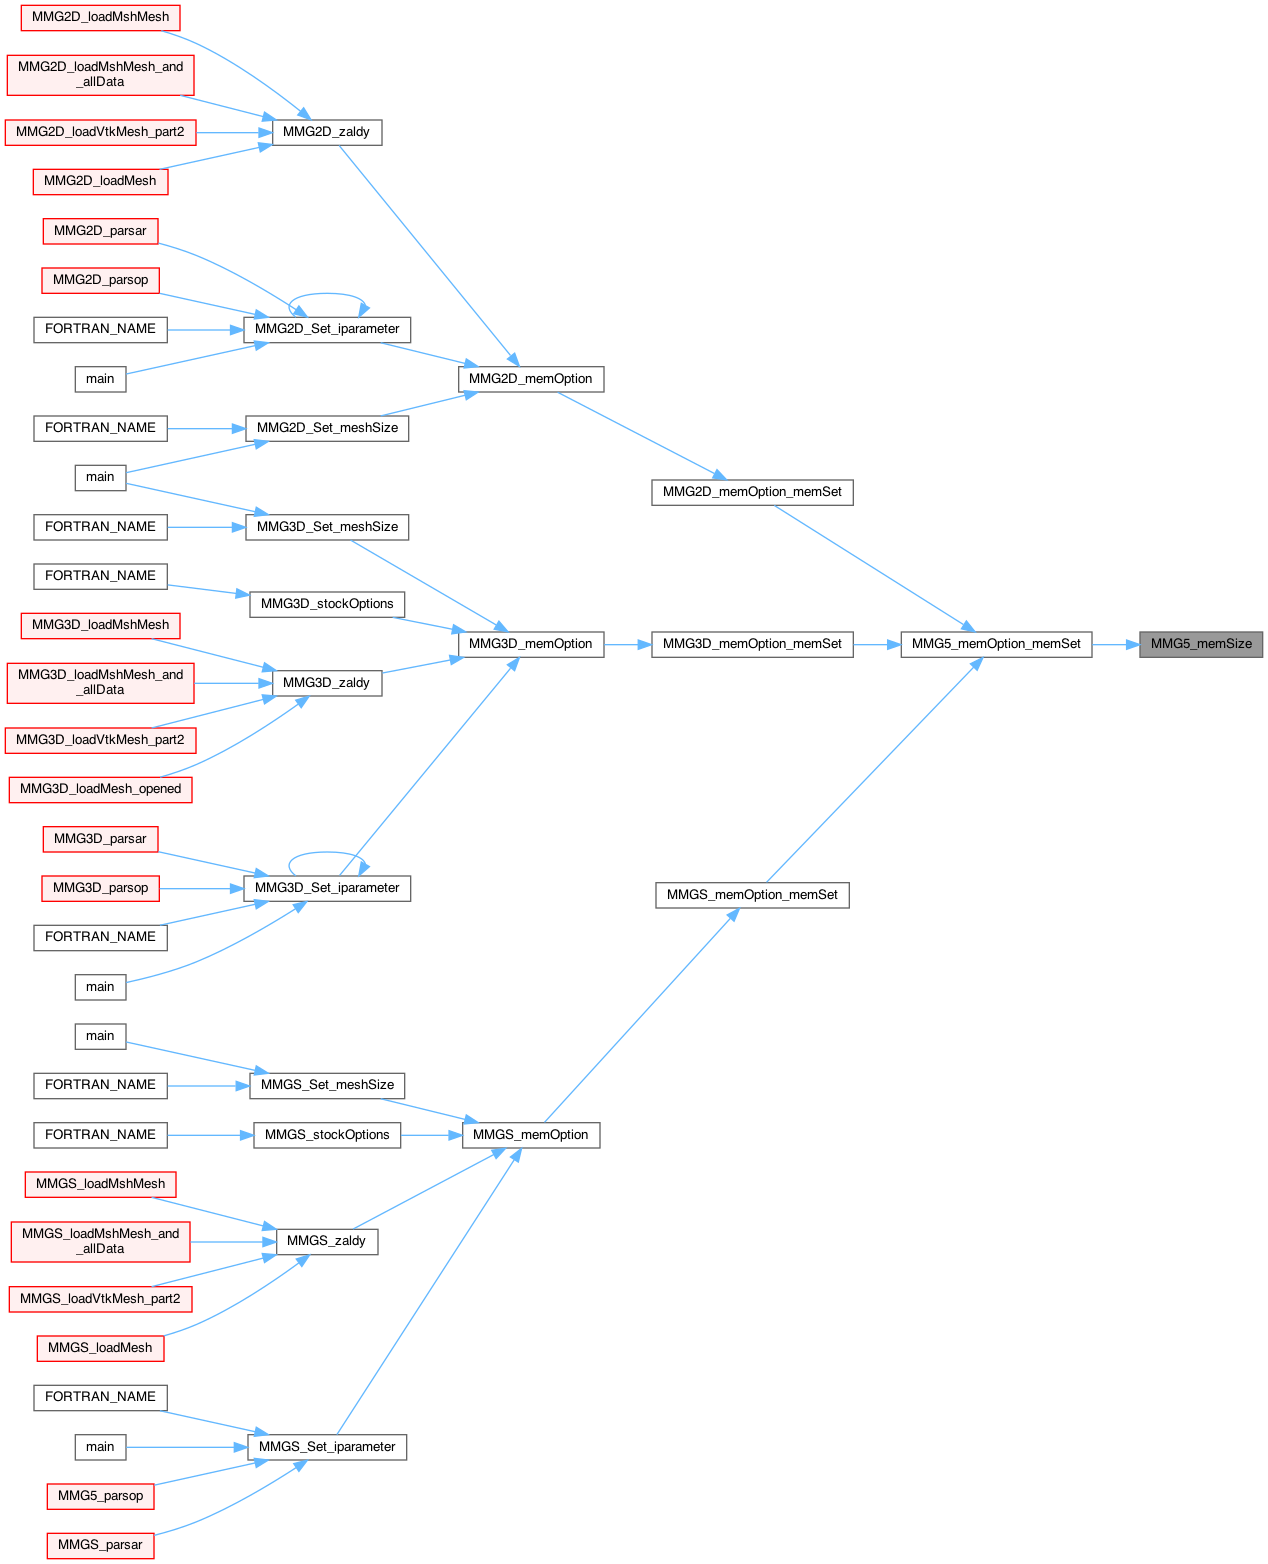 MMG2D_loadMshMesh
MMG2D_loadMshMesh_and
_allData
MMG2D_zaldy
MMG2D_loadVtkMesh_part2
MMG2D_loadMesh
MMG2D_parsar
MMG2D_parsop
FORTRAN_NAME
MMG2D_Set_iparameter
main
MMG2D_memOption
FORTRAN_NAME
MMG2D_Set_meshSize
main
MMG2D_memOption_memSet
FORTRAN_NAME
MMG3D_Set_meshSize
FORTRAN_NAME
MMG3D_stockOptions
MMG3D_loadMshMesh
MMG3D_memOption
MMG3D_memOption_memSet
MMG5_memOption_memSet
MMG5_memSize
MMG3D_loadMshMesh_and
_allData
MMG3D_zaldy
MMG3D_loadVtkMesh_part2
MMG3D_loadMesh_opened
MMG3D_parsar
MMG3D_parsop
MMG3D_Set_iparameter
MMGS_memOption_memSet
FORTRAN_NAME
main
main
FORTRAN_NAME
MMGS_Set_meshSize
FORTRAN_NAME
MMGS_stockOptions
MMGS_memOption
MMGS_loadMshMesh
MMGS_loadMshMesh_and
_allData
MMGS_zaldy
MMGS_loadVtkMesh_part2
MMGS_loadMesh
FORTRAN_NAME
main
MMGS_Set_iparameter
MMG5_parsop
MMGS_parsar